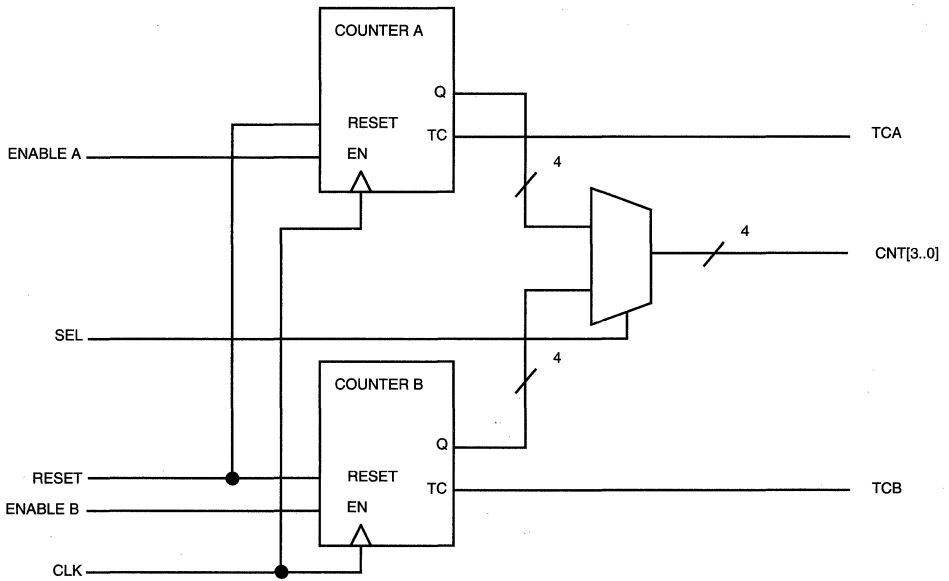 COUNTER A
Q
RESET
TC
TCA
ENABLE A
EN
4
4
CNT[3..0]
SEL
4
COUNTER B
Q
RESET
RESET
TC
TCB
ENABLE B
EN
CLK